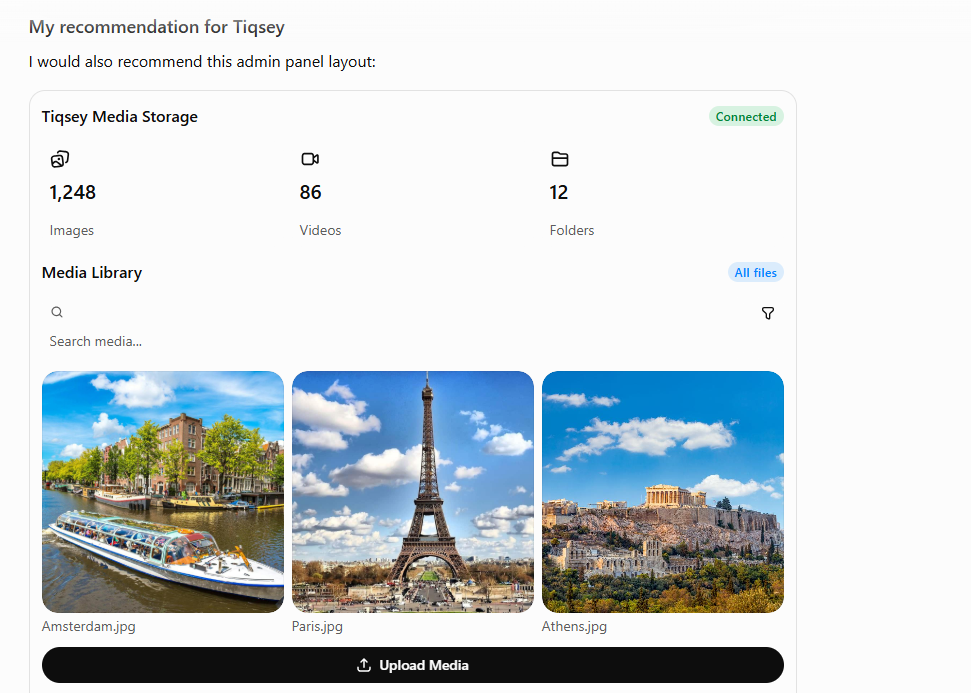 My recommendation for Tiqsey
I would also recommend this admin panel layout:
Tiqsey Media Storage
Connected
1,248
86
12
Images
Videos
Folders
Media Library
All files
Search media...
Amsterdam.jpg
Paris.jpg
Athens.jpg
Upload Media